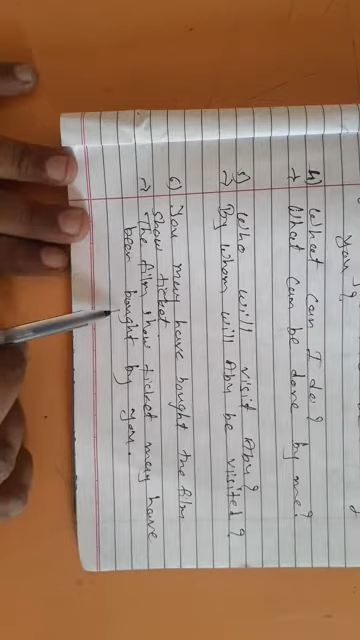 you ?
4) What can I do?
→ What can be done by me?
5) Who will visit Aby?
→ By whom will Aby be visited?
6) You may have bought the film
show ticket.
→ The film show ticket may have
been bought by you.